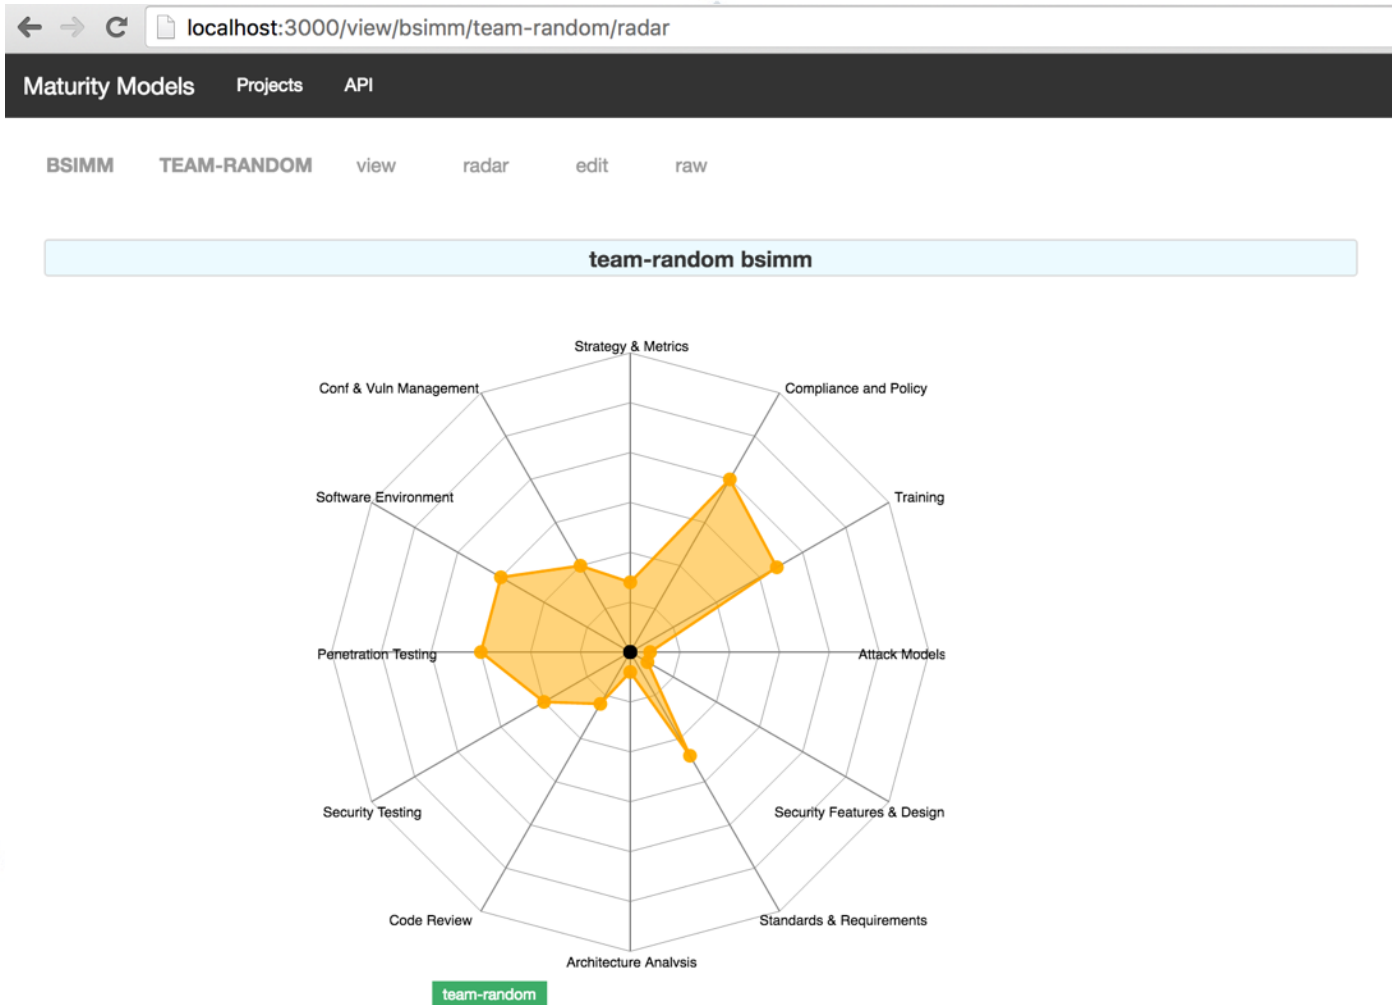 localhost:3000/view/bsimm/team-random/radar
Maturity Models Projects API
BSIMM TEAM-RANDOM view radar edit raw
team-random bsimm
Strategy & Metrics
Conf & Vuln Management
Compliance and Policy
Software Environment
Training
Penetration Testing
Attack Models
Security Testing
Security Features & Design
Code Review
Standards & Requirements
Architecture Analysis
team-random